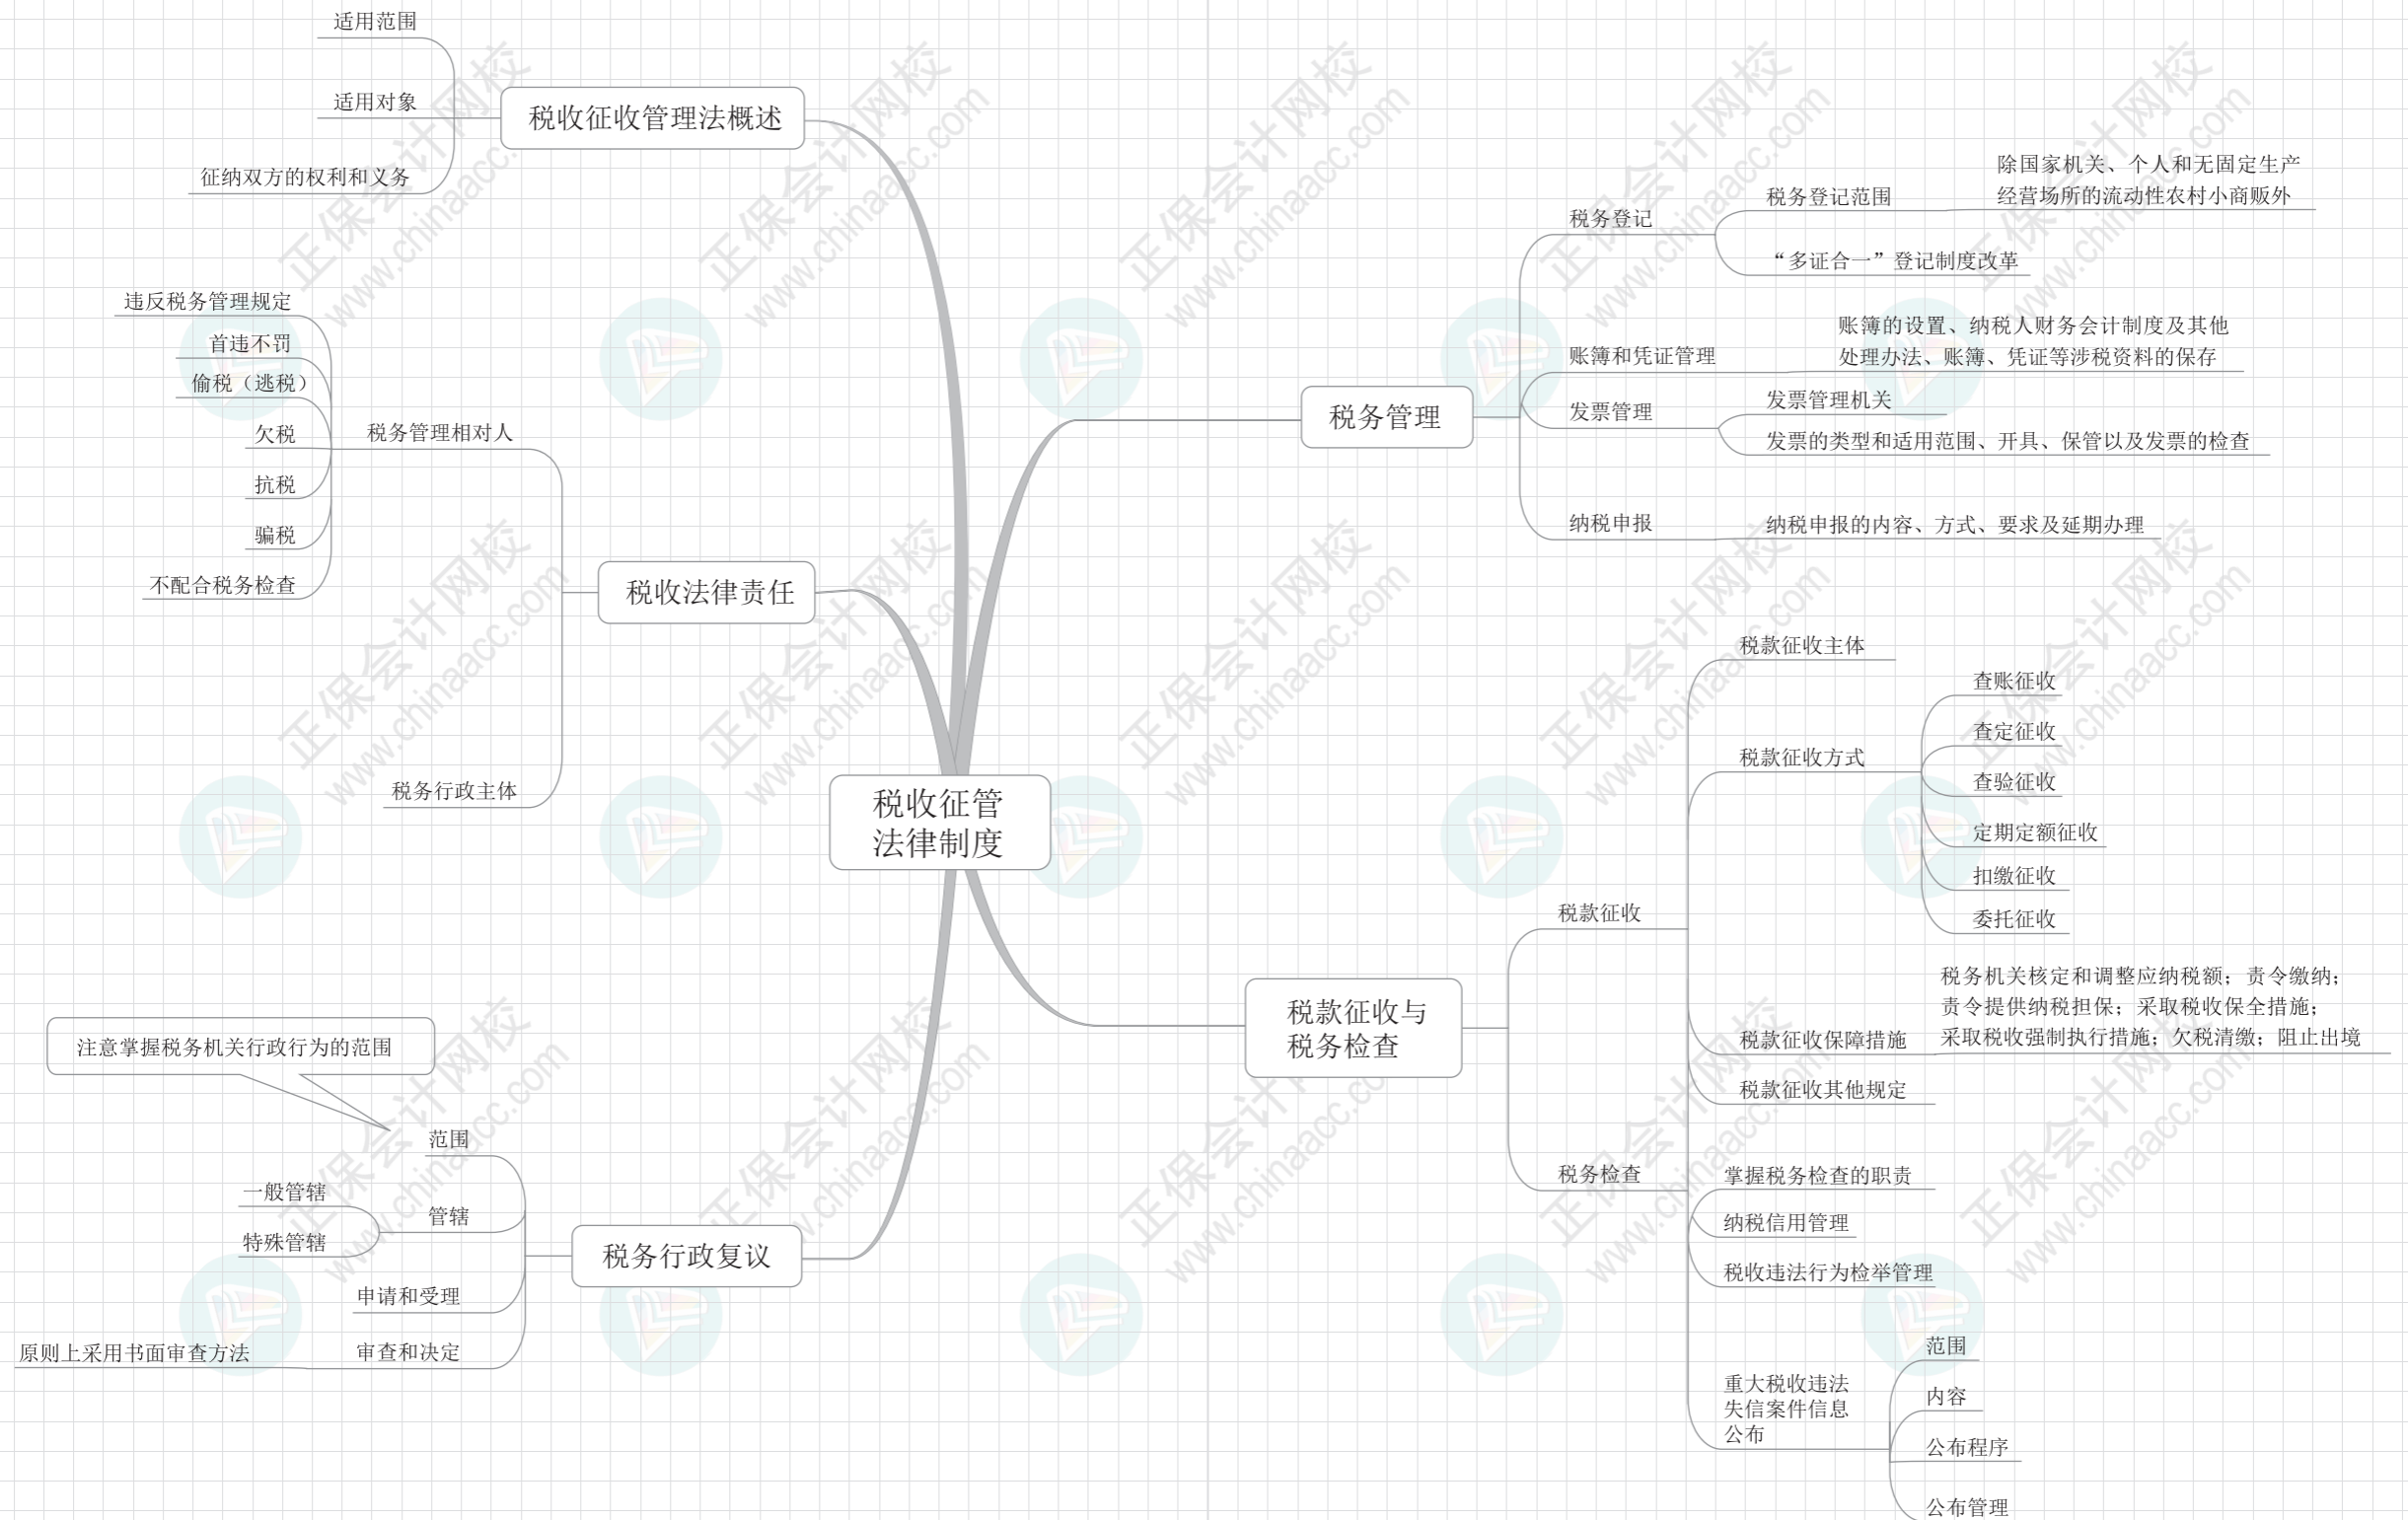 税收征管
法律制度
税收征收管理法概述
适用范围
适用对象
征纳双方的权利和义务
税务管理
税务登记
税务登记范围
除国家机关、个人和无固定生产
经营场所的流动性农村小商贩外
“多证合一”登记制度改革
账簿和凭证管理
账簿的设置、纳税人财务会计制度及其他
处理办法、账簿、凭证等涉税资料的保存
发票管理
发票管理机关
发票的类型和适用范围、开具、保管以及发票的检查
纳税申报
纳税申报的内容、方式、要求及延期办理
税款征收与
税务检查
税款征收
税款征收主体
税款征收方式
查账征收
查定征收
查验征收
定期定额征收
扣缴征收
委托征收
税款征收保障措施
税务机关核定和调整应纳税额；责令缴纳；
责令提供纳税担保；采取税收保全措施；
采取税收强制执行措施；欠税清缴；阻止出境
税款征收其他规定
税务检查
掌握税务检查的职责
纳税信用管理
税收违法行为检举管理
重大税收违法
失信案件信息
公布
范围
内容
公布程序
公布管理
税务行政复议
范围
注意掌握税务机关行政行为的范围
管辖
一般管辖
特殊管辖
申请和受理
审查和决定
原则上采用书面审查方法
税收法律责任
税务管理相对人
违反税务管理规定
首违不罚
偷税（逃税）
欠税
抗税
骗税
不配合税务检查
税务行政主体
正保会计网校
www.chinaacc.com